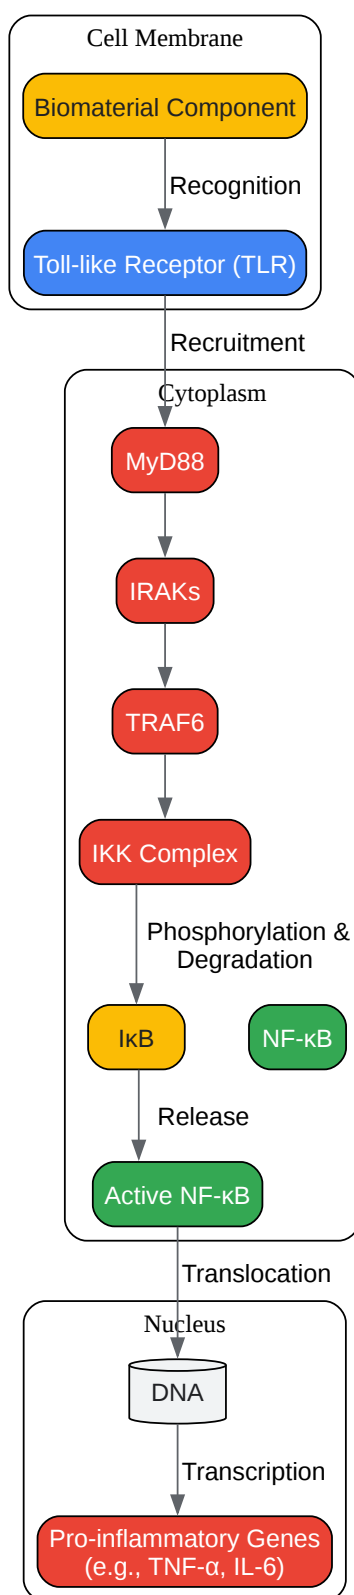 Cell Membrane
Biomaterial Component
Recognition
Toll-like Receptor (TLR)
Recruitment
Cytoplasm
MyD88
IRAKs
TRAF6
IKK Complex
Phosphorylation &
Degradation
IκB
NF-κB
Release
Active NF-κB
Translocation
Nucleus
DNA
Transcription
Pro-inflammatory Genes
(e.g., TNF-α, IL-6)